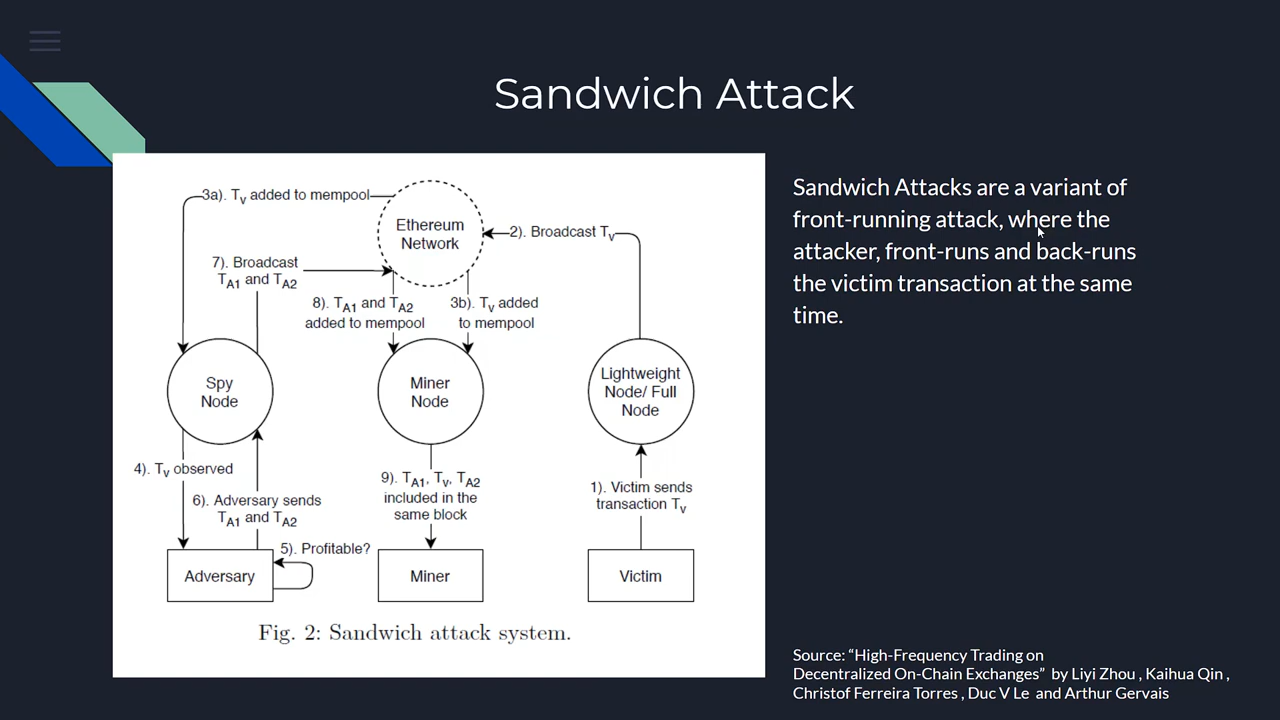 Sandwich Attack
3a). Tv added to mempool
Ethereum
Network
2). Broadcast Tv
7). Broadcast
TA1 and TA2
8). TA1 and TA2
added to mempool
3b). Tv added
to mempool
Spy
Node
Miner
Node
Lightweight
Node/ Full
Node
4). Tv observed
6). Adversary sends
TA1 and TA2
9). TA1, Tv, TA2
included in the
same block
1). Victim sends
transaction Tv
5). Profitable?
Adversary
Miner
Victim
Fig. 2: Sandwich attack system.
Sandwich Attacks are a variant of
front-running attack, where the
attacker, front-runs and back-runs
the victim transaction at the same
time.
Source: “High-Frequency Trading on
Decentralized On-Chain Exchanges” by Liyi Zhou , Kaihua Qin ,
Christof Ferreira Torres , Duc V Le and Arthur Gervais